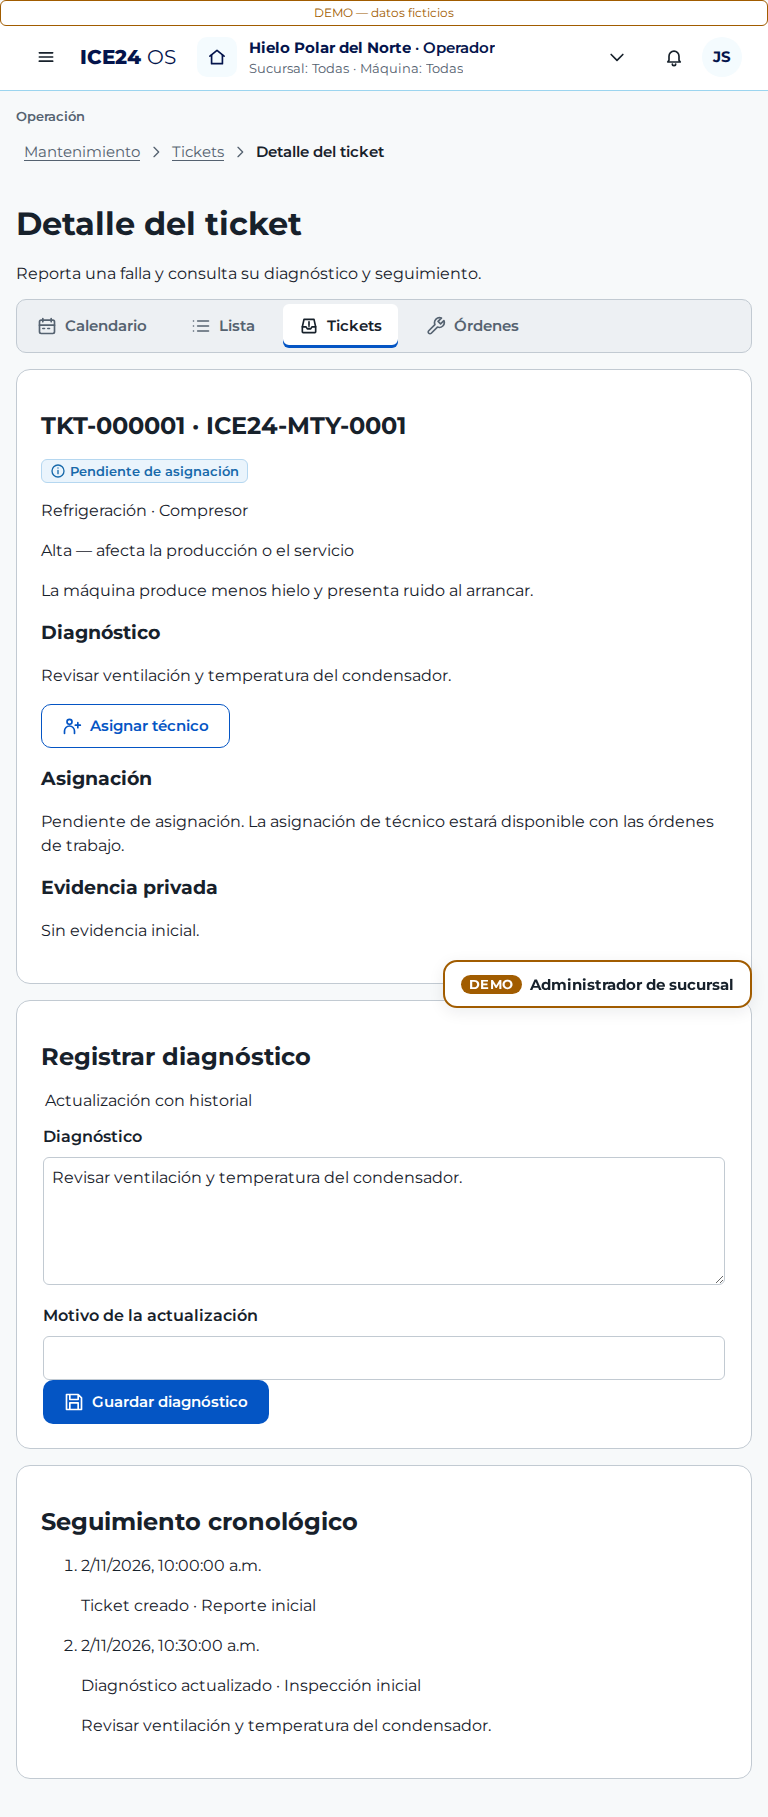 DEMO — datos ficticios
ICE24 OS
Hielo Polar del Norte · Operador
Sucursal: Todas · Máquina: Todas
JS
Operación
Mantenimiento > Tickets > Detalle del ticket
Detalle del ticket
Reporta una falla y consulta su diagnóstico y seguimiento.
Calendario Lista Tickets Órdenes
TKT-000001 · ICE24-MTY-0001
Pendiente de asignación
Refrigeración · Compresor
Alta — afecta la producción o el servicio
La máquina produce menos hielo y presenta ruido al arrancar.
Diagnóstico
Revisar ventilación y temperatura del condensador.
Asignar técnico
Asignación
Pendiente de asignación. La asignación de técnico estará disponible con las órdenes
de trabajo.
Evidencia privada
Sin evidencia inicial.
DEMO Administrador de sucursal
Registrar diagnóstico
Actualización con historial
Diagnóstico
Revisar ventilación y temperatura del condensador.
Motivo de la actualización
Guardar diagnóstico
Seguimiento cronológico
1. 2/11/2026, 10:00:00 a.m.
Ticket creado · Reporte inicial
2. 2/11/2026, 10:30:00 a.m.
Diagnóstico actualizado · Inspección inicial
Revisar ventilación y temperatura del condensador.